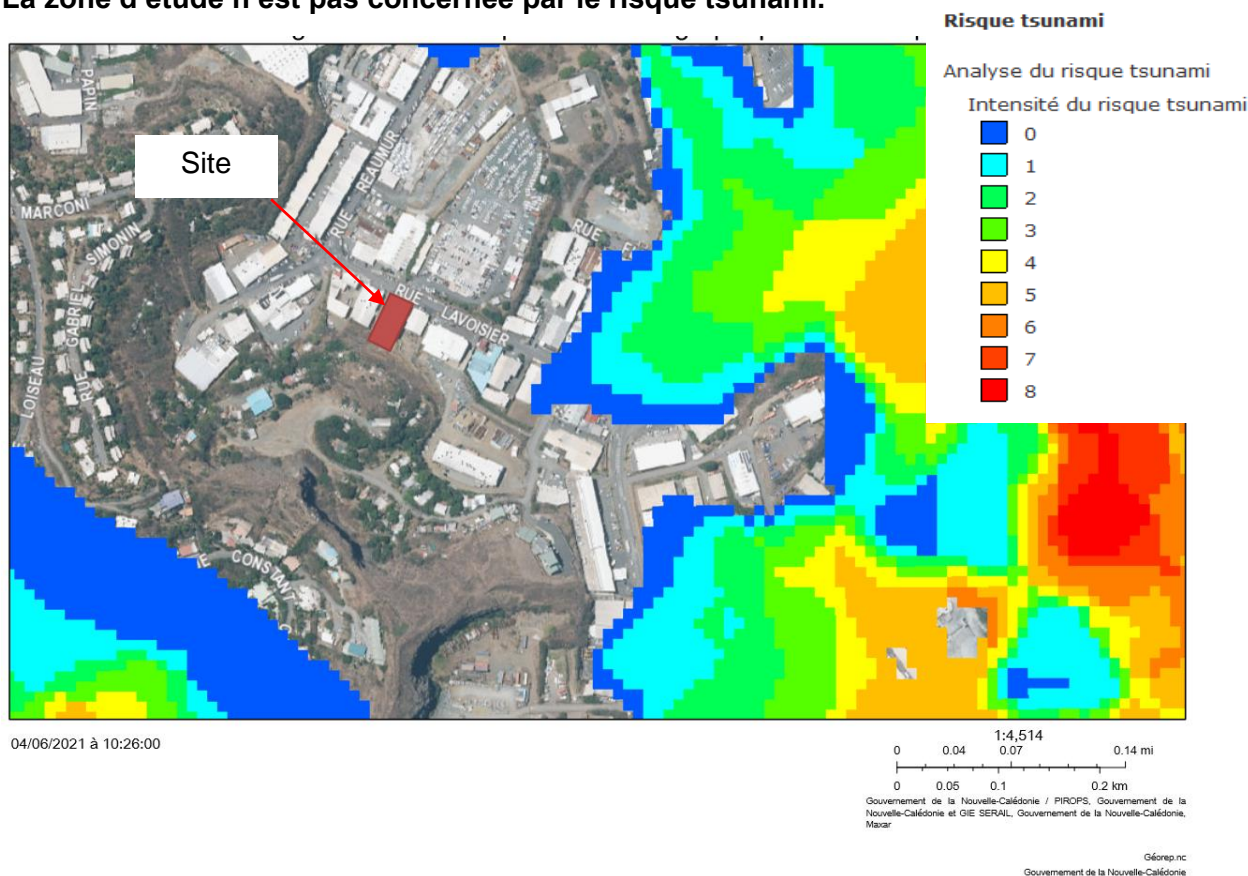 La zone d'étude n'est pas concernée par le risque tsunami.
Risque tsunami
Analyse du risque tsunami
Intensité du risque tsunami
0
1
2
3
4
5
6
7
8
Site
PAPIN
MARCONI
RUE REAUMUR
SIMONIN
RUE GABRIEL
LOISEAU
RUE LAVOISIER
RUE
CONSTANT
04/06/2021 à 10:26:00
1:4,514
0 0.04 0.07 0.14 mi
0 0.05 0.1 0.2 km
Gouvernement de la Nouvelle-Calédonie / PIROPS, Gouvernement de la
Nouvelle-Calédonie et GIE SERAIL, Gouvernement de la Nouvelle-Calédonie,
Maxar
Géorep.nc
Gouvernement de la Nouvelle-Calédonie